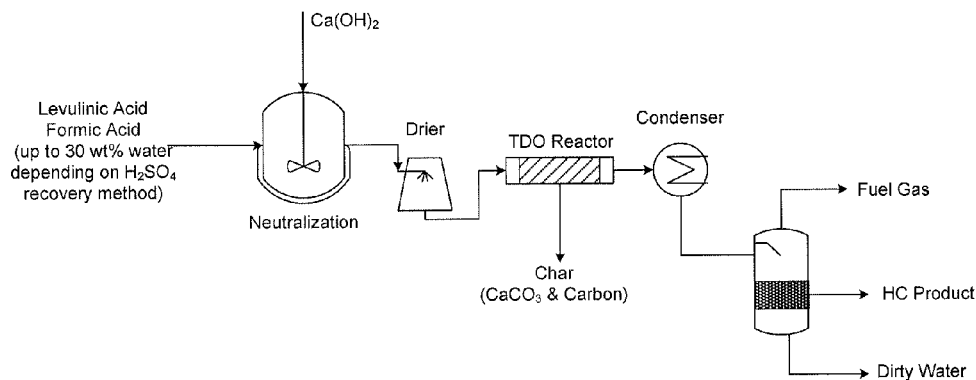 Ca(OH)₂
Levulinic Acid
Formic Acid
(up to 30 wt% water
depending on H₂SO₄
recovery method)
Neutralization
Drier
TDO Reactor
Condenser
Char
(CaCO₃ & Carbon)
Fuel Gas
HC Product
Dirty Water